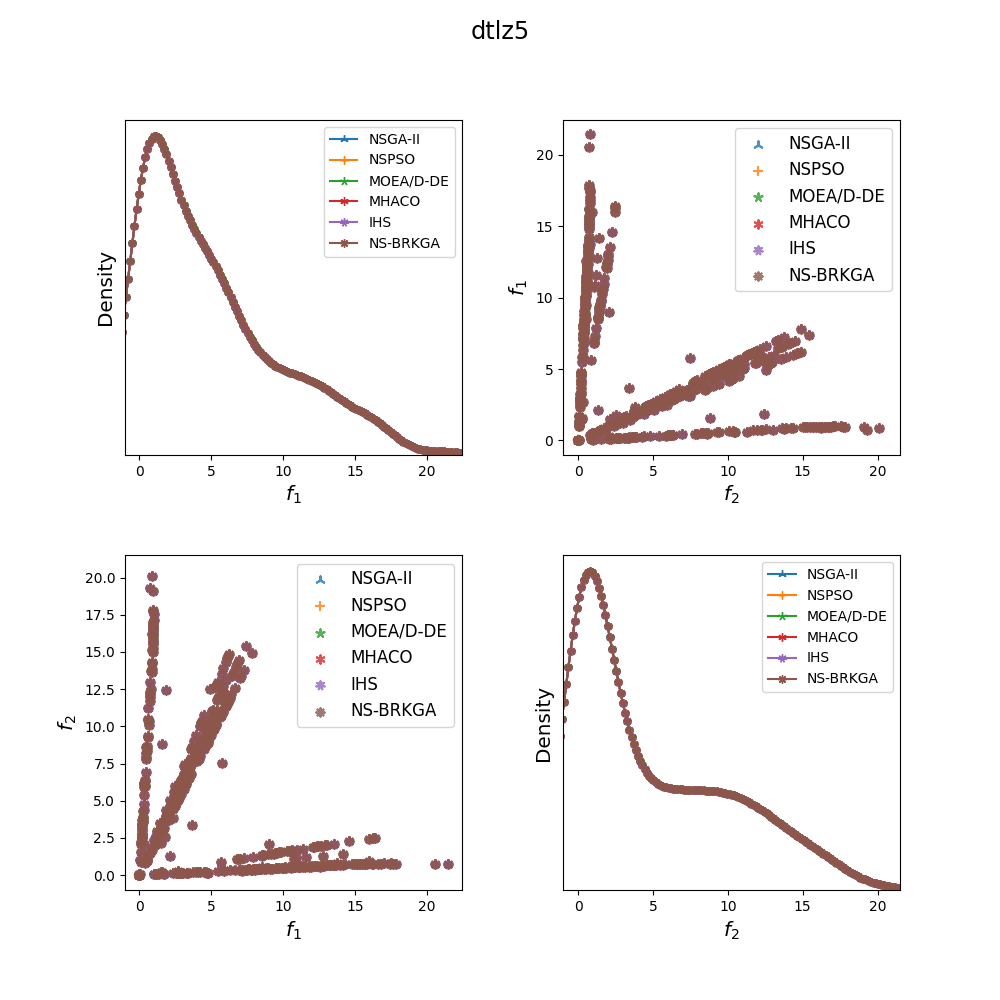 dtlz5
Density
NSGA-II
NSPSO
MOEA/D-DE
MHACO
IHS
NS-BRKGA
0 5 10 15 20
f1
f1
20
15
10
5
0
NSGA-II
NSPSO
MOEA/D-DE
MHACO
IHS
NS-BRKGA
0 5 10 15 20
f2
f2
20.0
17.5
15.0
12.5
10.0
7.5
5.0
2.5
0.0
NSGA-II
NSPSO
MOEA/D-DE
MHACO
IHS
NS-BRKGA
0 5 10 15 20
f1
Density
NSGA-II
NSPSO
MOEA/D-DE
MHACO
IHS
NS-BRKGA
0 5 10 15 20
f2